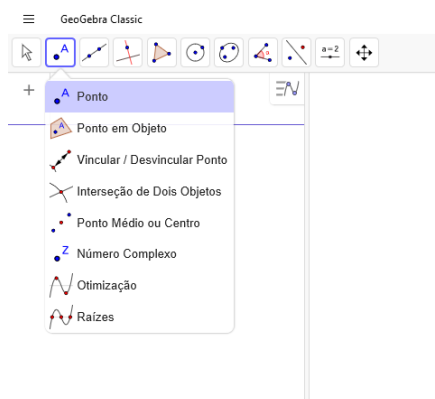 GeoGebra Classic
A
a=2
+
A
Ponto
A
Ponto em Objeto
Vincular / Desvincular Ponto
Interseção de Dois Objetos
Ponto Médio ou Centro
Z
Número Complexo
Otimização
Raízes